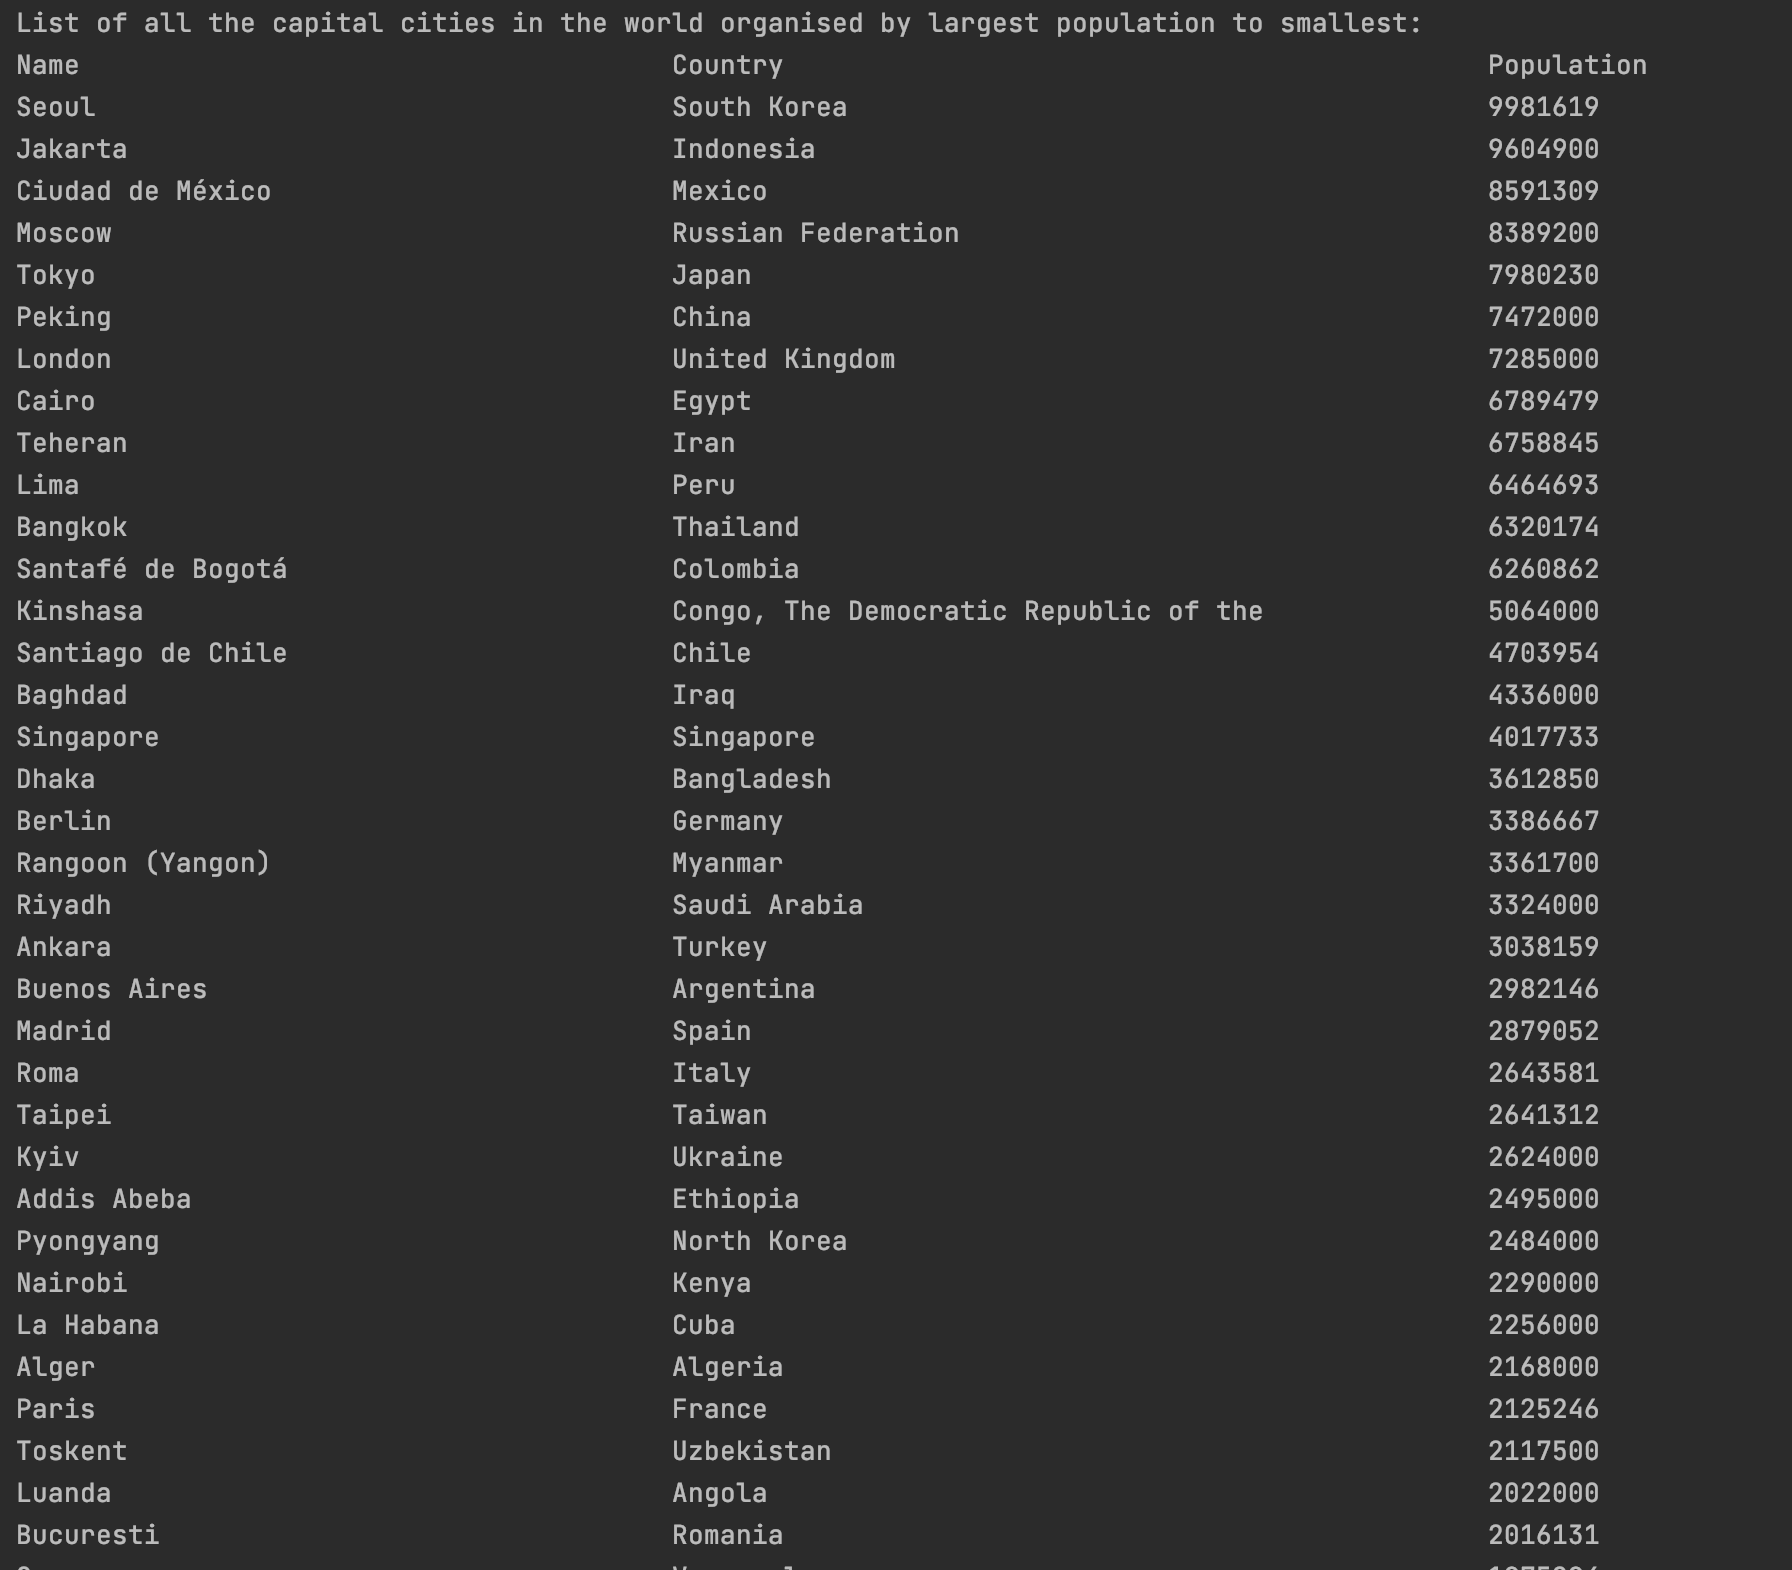 List of all the capital cities in the world organised by largest population to smallest:
Name Country Population
Seoul South Korea 9981619
Jakarta Indonesia 9604900
Ciudad de México Mexico 8591309
Moscow Russian Federation 8389200
Tokyo Japan 7980230
Peking China 7472000
London United Kingdom 7285000
Cairo Egypt 6789479
Teheran Iran 6758845
Lima Peru 6464693
Bangkok Thailand 6320174
Santafé de Bogotá Colombia 6260862
Kinshasa Congo, The Democratic Republic of the 5064000
Santiago de Chile Chile 4703954
Baghdad Iraq 4336000
Singapore Singapore 4017733
Dhaka Bangladesh 3612850
Berlin Germany 3386667
Rangoon (Yangon) Myanmar 3361700
Riyadh Saudi Arabia 3324000
Ankara Turkey 3038159
Buenos Aires Argentina 2982146
Madrid Spain 2879052
Roma Italy 2643581
Taipei Taiwan 2641312
Kyiv Ukraine 2624000
Addis Abeba Ethiopia 2495000
Pyongyang North Korea 2484000
Nairobi Kenya 2290000
La Habana Cuba 2256000
Alger Algeria 2168000
Paris France 2125246
Toskent Uzbekistan 2117500
Luanda Angola 2022000
Bucuresti Romania 2016131